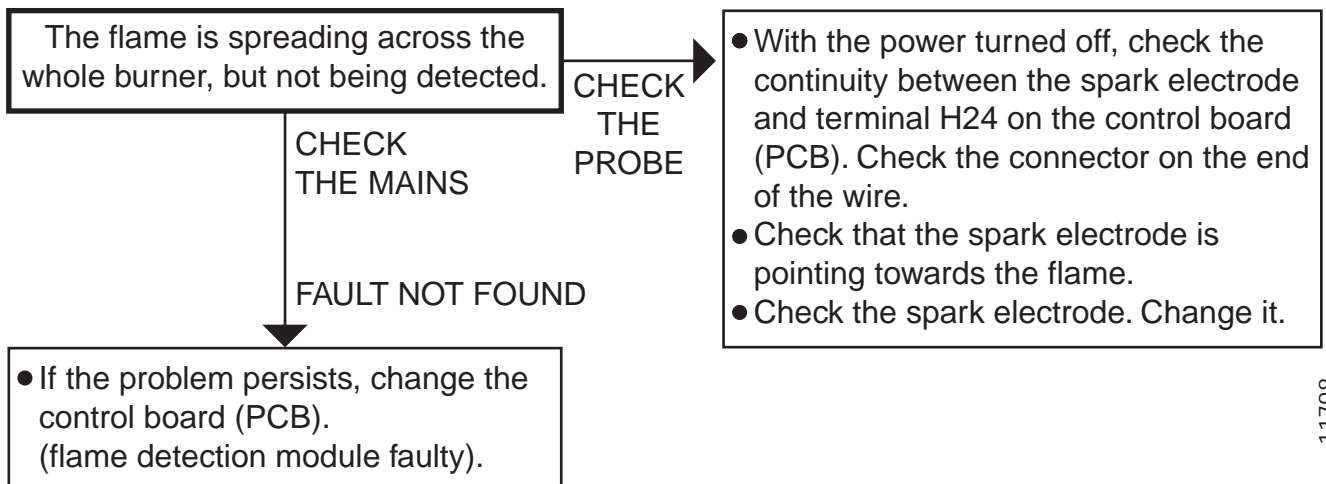 The flame is spreading across the
whole burner, but not being detected.
CHECK
THE
PROBE
● With the power turned off, check the
continuity between the spark electrode
and terminal H24 on the control board
(PCB). Check the connector on the end
of the wire.
● Check that the spark electrode is
pointing towards the flame.
● Check the spark electrode. Change it.
CHECK
THE MAINS
FAULT NOT FOUND
● If the problem persists, change the
control board (PCB).
(flame detection module faulty).